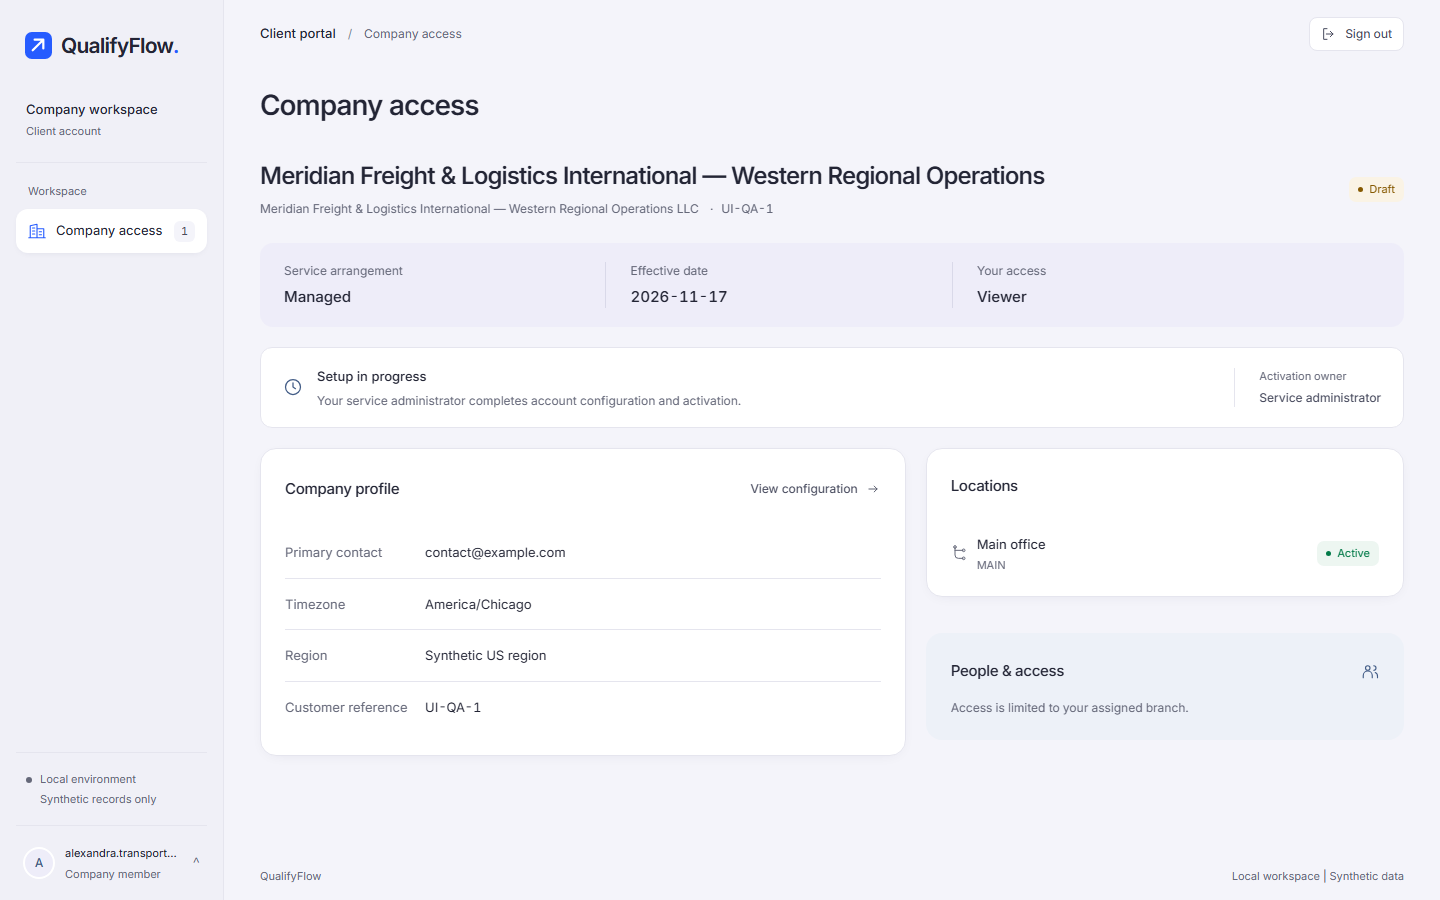 QualifyFlow.
Company workspace
Client account
Workspace
Company access 1
Local environment
Synthetic records only
A
alexandra.transport...
Company member
Client portal / Company access
Sign out
Company access
Meridian Freight & Logistics International — Western Regional Operations
Meridian Freight & Logistics International — Western Regional Operations LLC · UI-QA-1
Draft
Service arrangement
Managed
Effective date
2026-11-17
Your access
Viewer
Setup in progress
Your service administrator completes account configuration and activation.
Activation owner
Service administrator
Company profile
View configuration →
Primary contact contact@example.com
Timezone America/Chicago
Region Synthetic US region
Customer reference UI-QA-1
Locations
Main office
MAIN
Active
People & access
Access is limited to your assigned branch.
QualifyFlow
Local workspace | Synthetic data